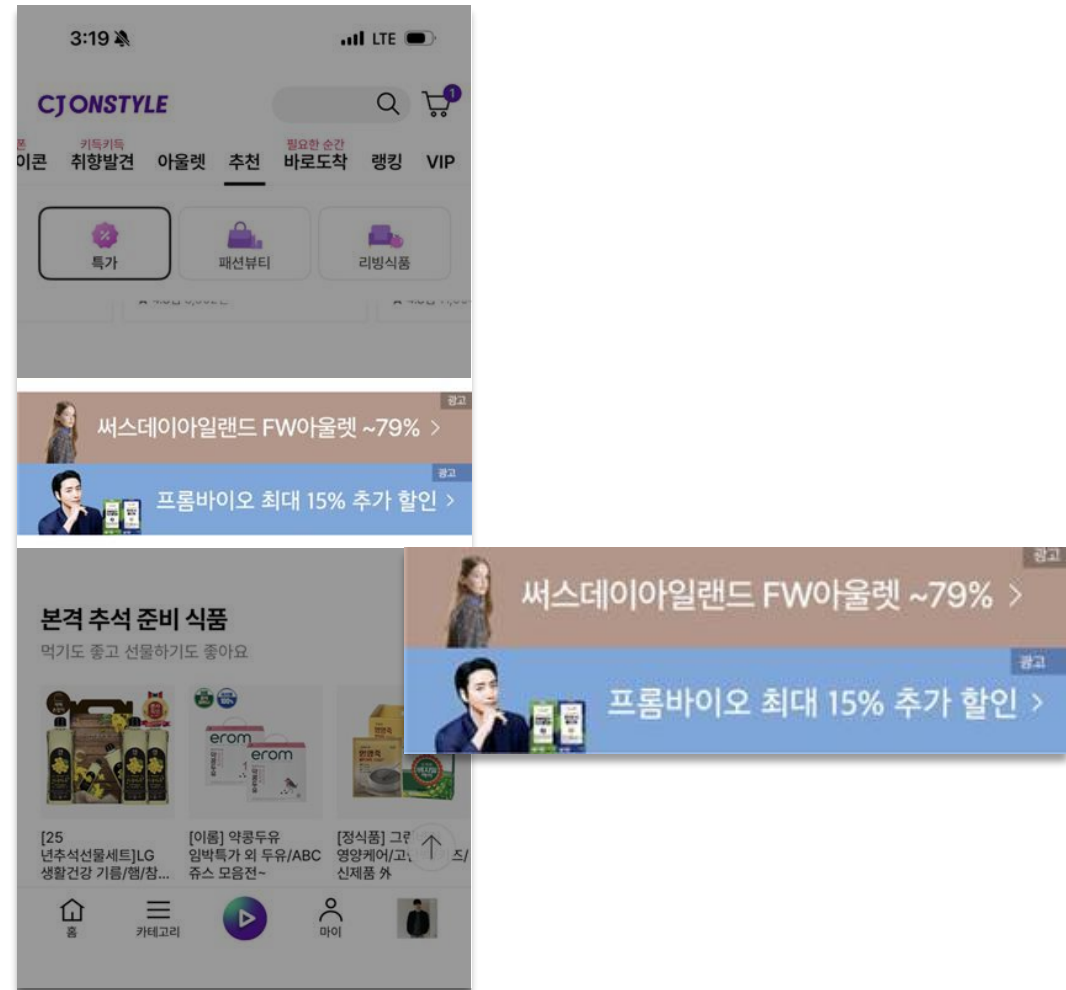 3:19
LTE
CJ ONSTYLE
1
키득키득
필요한 순간
이콘 취향발견 아울렛 추천 바로도착 랭킹 VIP
특가
패션뷰티
리빙식품
광고
써스데이아일랜드 FW아울렛 ~79% >
광고
프롬바이오 최대 15% 추가 할인 >
광고
써스데이아일랜드 FW아울렛 ~79% >
광고
프롬바이오 최대 15% 추가 할인 >
본격 추석 준비 식품
먹기도 좋고 선물하기도 좋아요
erom
erom
[25
년추석선물세트]LG
생활건강 기름/햄/참...
[이롬] 약콩두유
임박특가 외 두유/ABC
쥬스 모음전~
[정식품] 그린
영양케어/고
즈/
신제품 外
홈
카테고리
마이